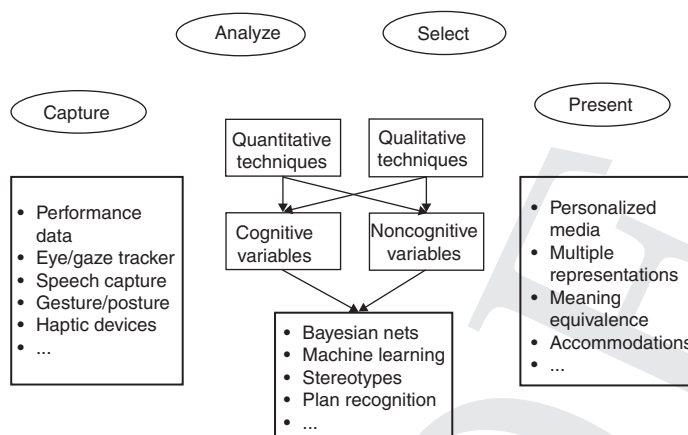 Analyze
Select
Capture
Present
Quantitative
techniques
Qualitative
techniques
Cognitive
variables
Noncognitive
variables
• Performance
data
• Eye/gaze tracker
• Speech capture
• Gesture/posture
• Haptic devices
• ...
• Bayesian nets
• Machine learning
• Stereotypes
• Plan recognition
• ...
• Personalized
media
• Multiple
representations
• Meaning
equivalence
• Accommodations
• ...